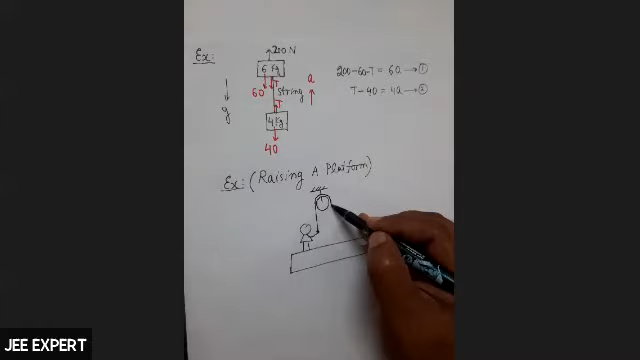 Ex:
200 N
6 Kg
60
T
String
a
T
4 Kg
40
g
200-60-T = 6a → ①
T-40 = 4a → ②
Ex: (Raising A Platform)
JEE EXPERT